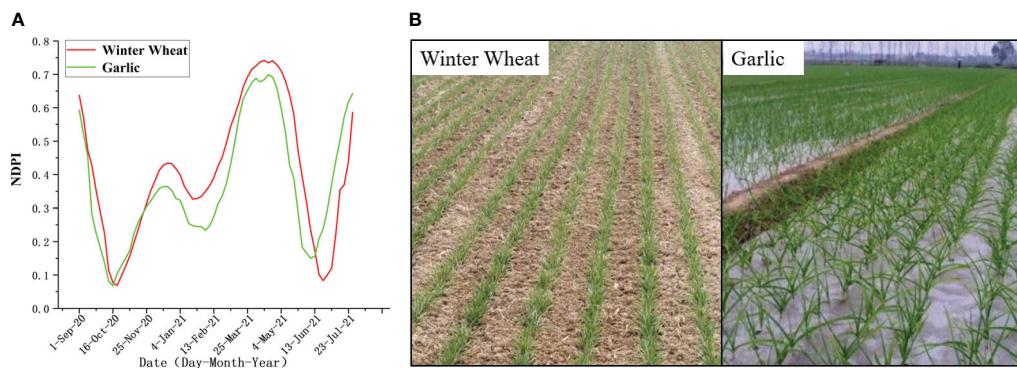 A
Winter Wheat
Garlic
NDPI
0.8
0.7
0.6
0.5
0.4
0.3
0.2
0.1
0.0
1-Sep-20
16-Oct-20
25-Nov-20
4-Jan-21
13-Feb-21
25-Mar-21
4-May-21
13-Jun-21
23-Jul-21
Date (Day-Month-Year)
B
Winter Wheat
Garlic